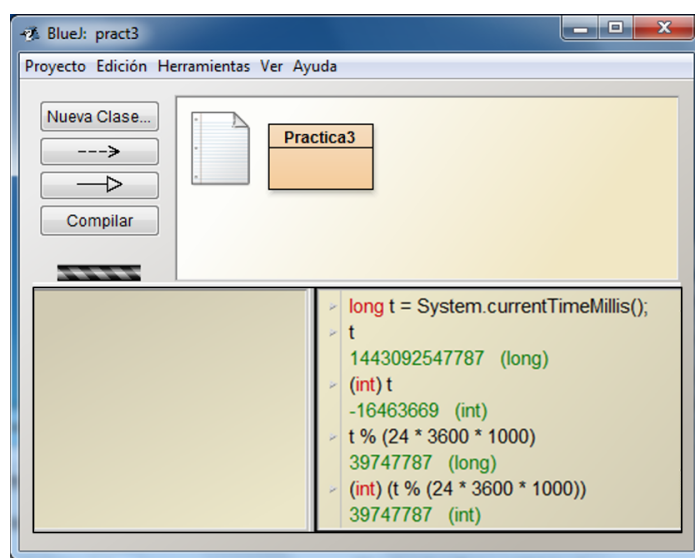 BlueJ: pract3
Proyecto Edición Herramientas Ver Ayuda
Nueva Clase...
Compilar
Practica3
long t = System.currentTimeMillis();
t
1443092547787 (long)
(int) t
-16463669 (int)
t % (24 * 3600 * 1000)
39747787 (long)
(int) (t % (24 * 3600 * 1000))
39747787 (int)